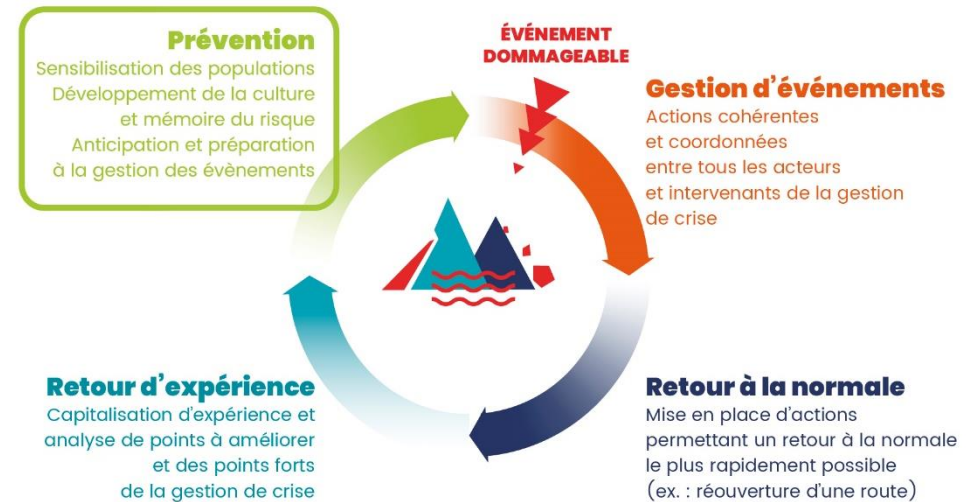 Prévention
Sensibilisation des populations
Développement de la culture
et mémoire du risque
Anticipation et préparation
à la gestion des évènements
ÉVÉNEMENT
DOMMAGEABLE
Gestion d'événements
Actions cohérentes
et coordonnées
entre tous les acteurs
et intervenants de la gestion
de crise
Retour d'expérience
Capitalisation d'expérience et
analyse de points à améliorer
et des points forts
de la gestion de crise
Retour à la normale
Mise en place d'actions
permettant un retour à la normale
le plus rapidement possible
(ex. : réouverture d'une route)